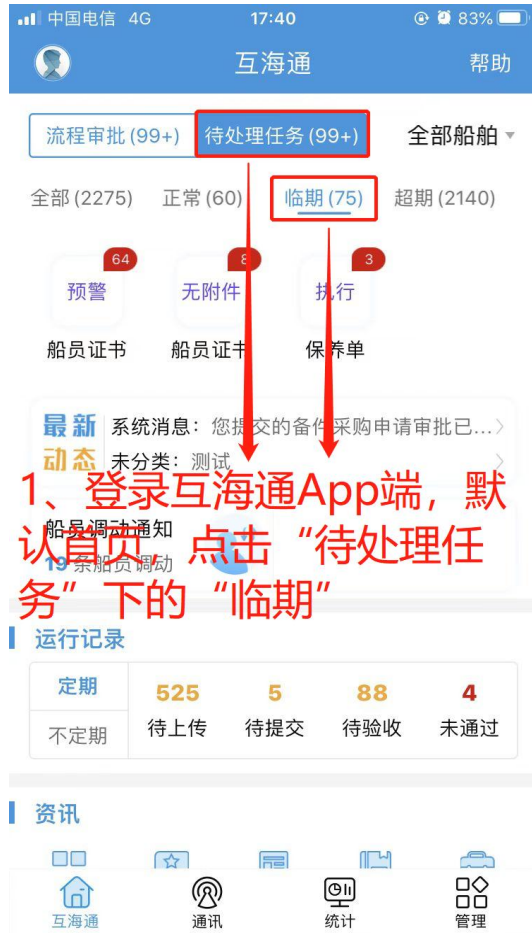 中国电信 4G 17:40 83%
互海通 帮助
流程审批(99+) 待处理任务(99+) 全部船舶
全部(2275) 正常(60) 临期(75) 超期(2140)
64 8 3
预警 无附件 执行
船员证书 船员证书 保养单
最新 系统消息：您提交的备件采购申请审批已...
动态 未分类：测试
1、登录互海通App端，默
认首页，点击“待处理任
务”下的“临期”
船员调动通知
19条船员调动
运行记录
定期 525 5 88 4
不定期 待上传 待提交 待验收 未通过
资讯
互海通 通讯 统计 管理